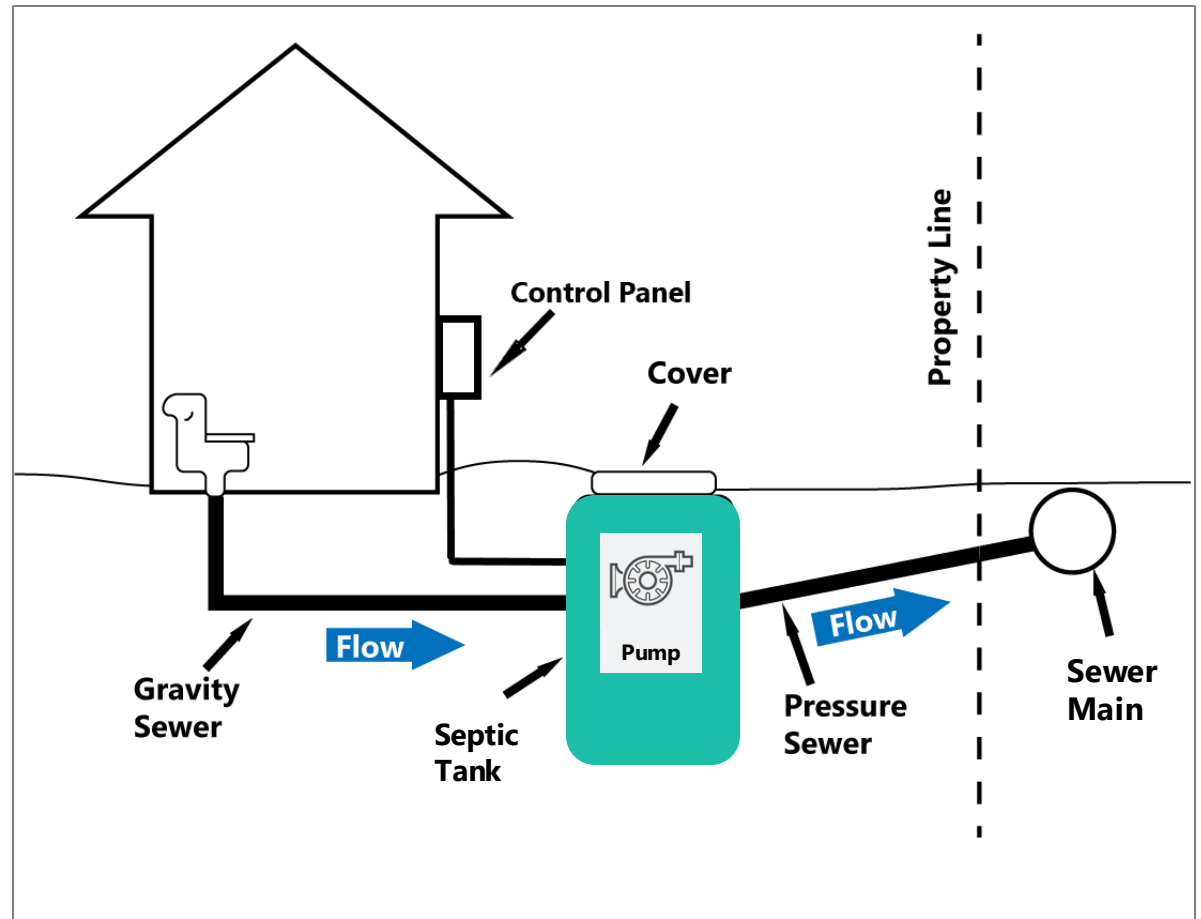 Property Line
Control Panel
Cover
Pump
Flow
Flow
Gravity
Sewer
Septic
Tank
Pressure
Sewer
Sewer
Main